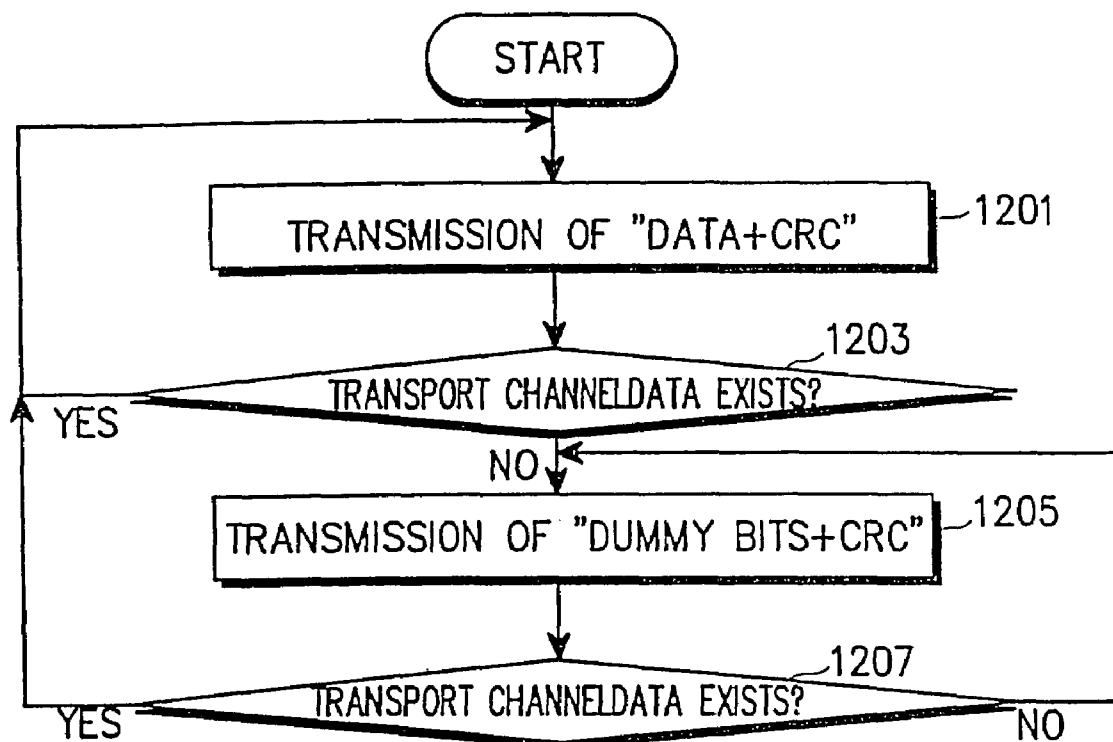 START
TRANSMISSION OF "DATA+CRC"
1201
1203
TRANSPORT CHANNELDATA EXISTS?
YES
NO
TRANSMISSION OF "DUMMY BITS+CRC"
1205
1207
TRANSPORT CHANNELDATA EXISTS?
YES
NO